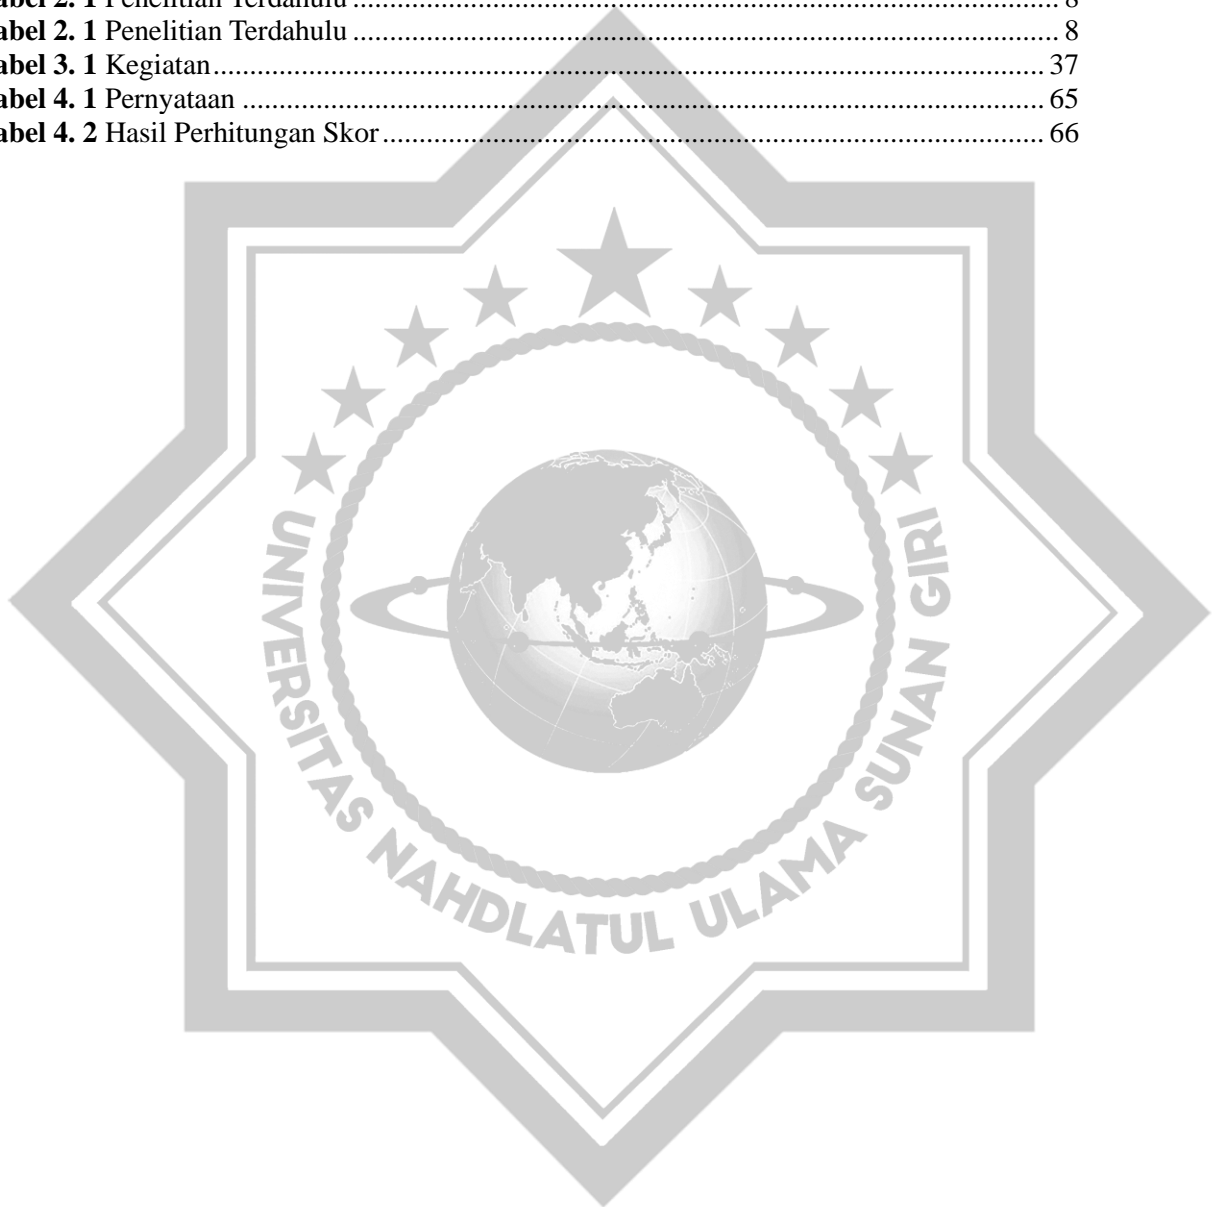 abel 2. 1 Penelitian Terdahulu ........................................................................................................ 8
abel 2. 1 Penelitian Terdahulu ........................................................................................................ 8
abel 3. 1 Kegiatan........................................................................................................................... 37
abel 4. 1 Pernyataan ...................................................................................................................... 65
abel 4. 2 Hasil Perhitungan Skor................................................................................................. 66
UNIVERSITAS NAHDLATUL ULAMA SUNAN GIRI